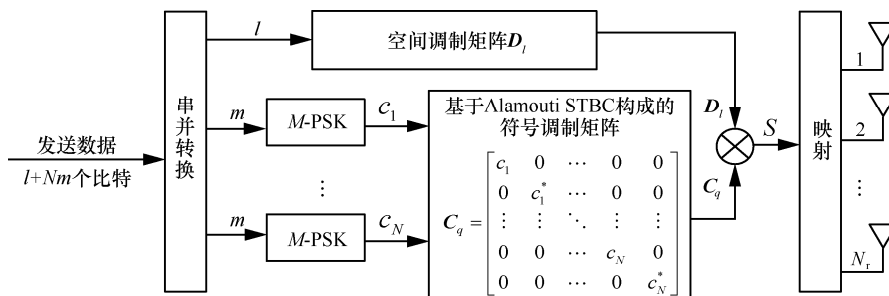 发送数据
l+Nm个比特
串并转换
l
空间调制矩阵D_l
m
M-PSK
c_1
⋮
m
M-PSK
c_N
基于Alamouti STBC构成的
符号调制矩阵
C_q = [
c_1 0 ⋯ 0 0
0 c_1^* ⋯ 0 0
⋮ ⋮ ⋱ ⋮ ⋮
0 0 ⋯ c_N 0
0 0 ⋯ 0 c_N^*
]
D_l
C_q
S
映射
1
2
⋮
N_r